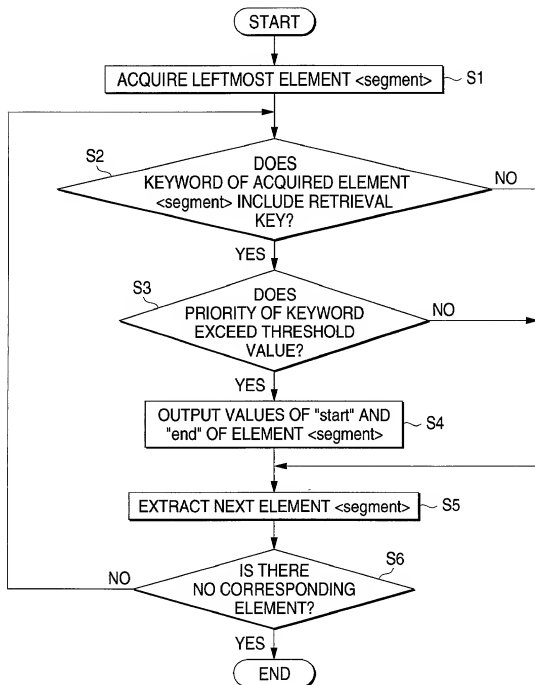 START
ACQUIRE LEFTMOST ELEMENT <segment>
S1
S2
DOES
KEYWORD OF ACQUIRED ELEMENT
<segment> INCLUDE RETRIEVAL
KEY?
NO
YES
S3
DOES
PRIORITY OF KEYWORD
EXCEED THRESHOLD
VALUE?
NO
YES
OUTPUT VALUES OF "start" AND
"end" OF ELEMENT <segment>
S4
EXTRACT NEXT ELEMENT <segment>
S5
S6
IS THERE
NO CORRESPONDING
ELEMENT?
NO
YES
END